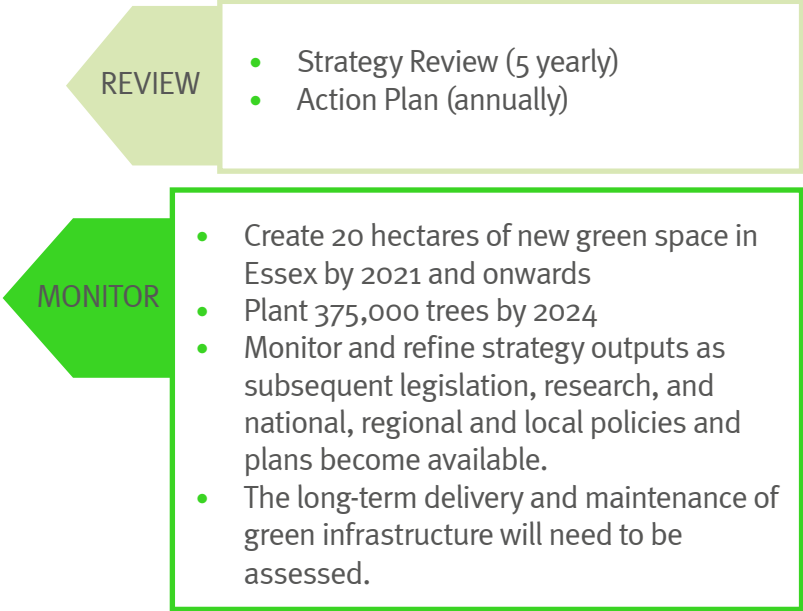 REVIEW
• Strategy Review (5 yearly)
• Action Plan (annually)
MONITOR
• Create 20 hectares of new green space in
Essex by 2021 and onwards
• Plant 375,000 trees by 2024
• Monitor and refine strategy outputs as
subsequent legislation, research, and
national, regional and local policies and
plans become available.
• The long-term delivery and maintenance of
green infrastructure will need to be
assessed.